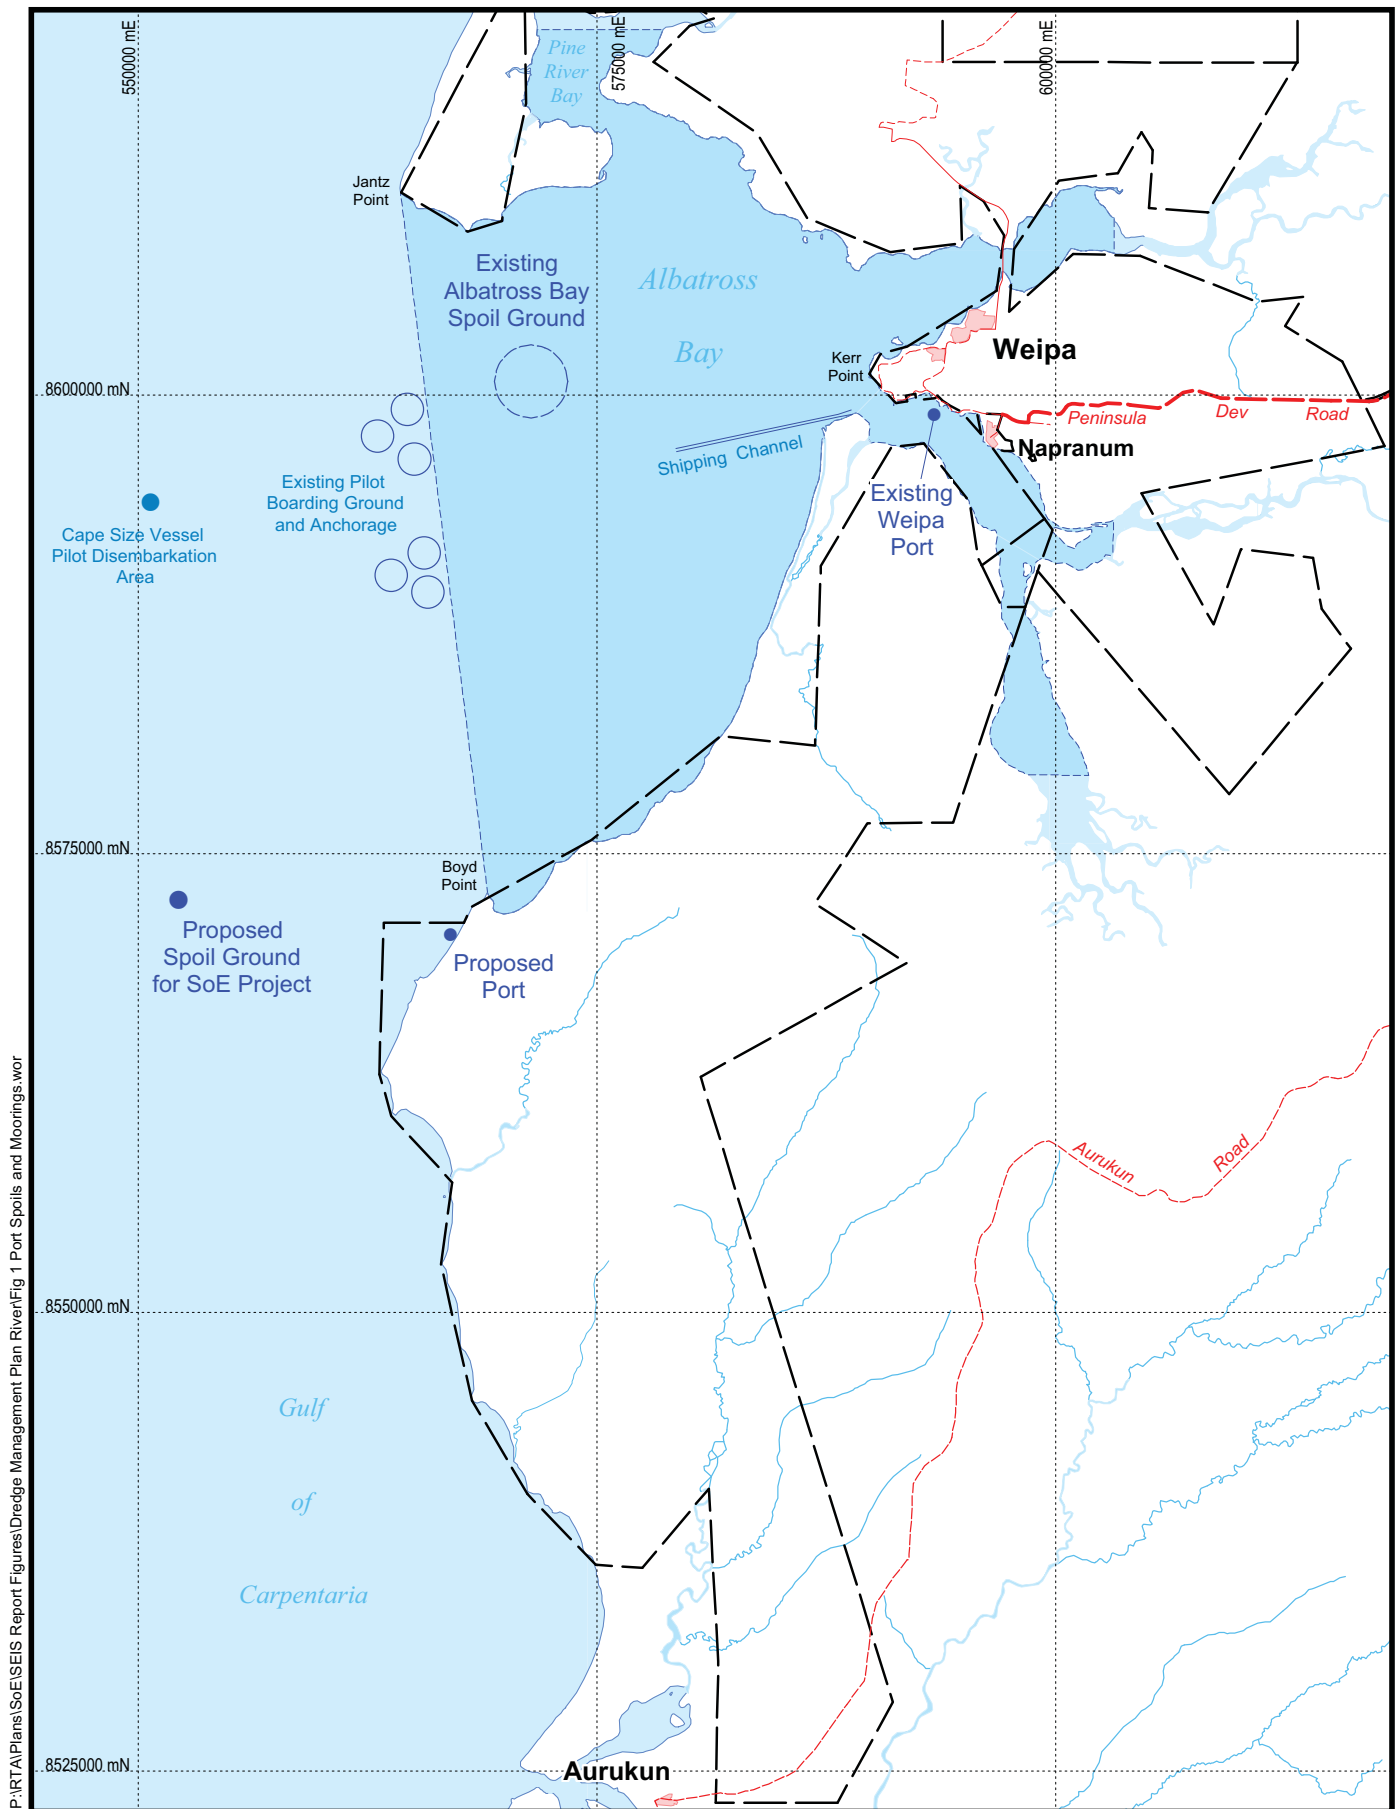 550000 mE
575000 mE
600000 mE
Pine
River
Bay
Jantz
Point
Existing
Albatross Bay
Spoil Ground
Albatross
Bay
Kerr
Point
Weipa
8600000 mN
Peninsula Dev Road
Shipping Channel
Napranum
Existing Pilot
Boarding Ground
and Anchorage
Existing
Weipa
Port
Cape Size Vessel
Pilot Disembarkation
Area
8575000 mN
Boyd
Point
Proposed
Spoil Ground
for SoE Project
Proposed
Port
Aurukun Road
8550000 mN
Gulf
of
Carpentaria
8525000 mN
Aurukun
P:\RTA\Plans\SoE\SEIS Report Figures\Dredge Management Plan River\Fig 1 Port Spoils and Moorings.wor